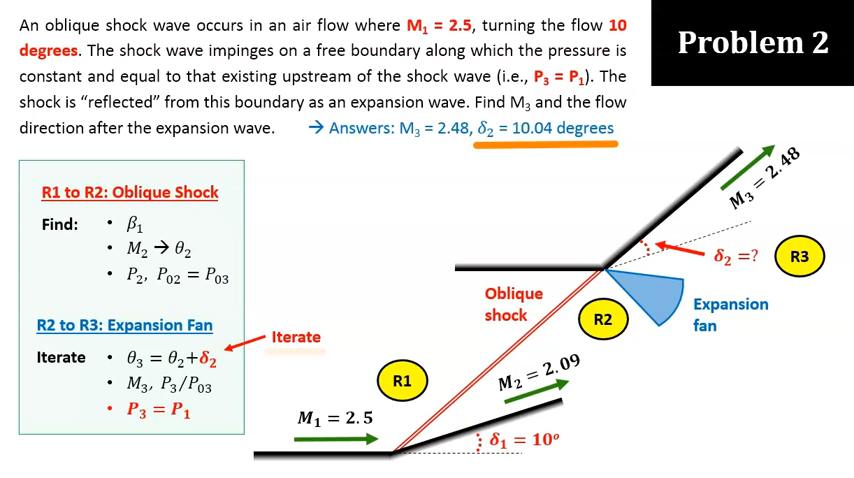 An oblique shock wave occurs in an air flow where M₁ = 2.5, turning the flow 10
degrees. The shock wave impinges on a free boundary along which the pressure is
constant and equal to that existing upstream of the shock wave (i.e., P₃ = P₁). The
shock is “reflected” from this boundary as an expansion wave. Find M₃ and the flow
direction after the expansion wave. → Answers: M₃ = 2.48, δ₂ = 10.04 degrees
Problem 2
R1 to R2: Oblique Shock
Find: • β₁
• M₂ → θ₂
• P₂, P₀₂ = P₀₃
R2 to R3: Expansion Fan
Iterate • θ₃ = θ₂+δ₂
• M₃, P₃/P₀₃
• P₃ = P₁
Iterate
M₃ = 2.48
δ₂ =?
R3
Oblique
shock
R2
Expansion
fan
R1
M₂ = 2.09
M₁ = 2.5
δ₁ = 10º